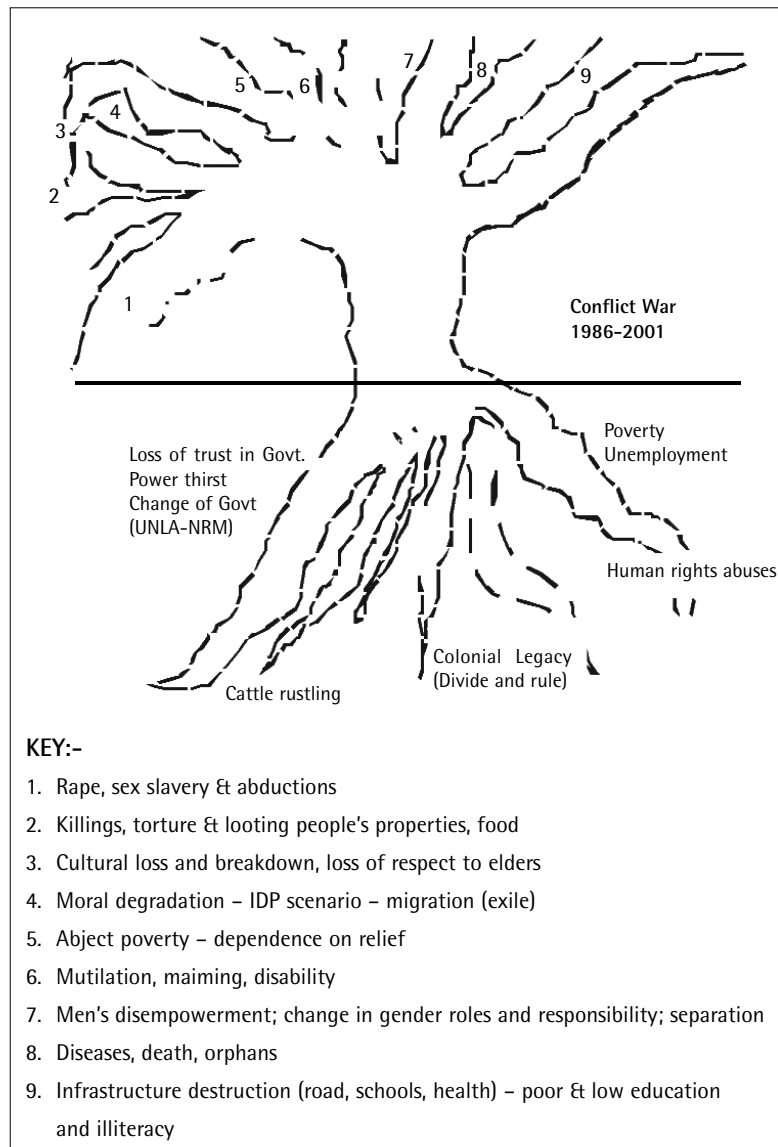 5
6
7
8
9
4
3
2
1
Conflict War
1986-2001
Loss of trust in Govt.
Power thirst
Change of Govt
(UNLA-NRM)
Poverty
Unemployment
Human rights abuses
Colonial Legacy
(Divide and rule)
Cattle rustling
KEY:-
1. Rape, sex slavery & abductions
2. Killings, torture & looting people's properties, food
3. Cultural loss and breakdown, loss of respect to elders
4. Moral degradation – IDP scenario – migration (exile)
5. Abject poverty – dependence on relief
6. Mutilation, maiming, disability
7. Men's disempowerment; change in gender roles and responsibility; separation
8. Diseases, death, orphans
9. Infrastructure destruction (road, schools, health) – poor & low education
and illiteracy